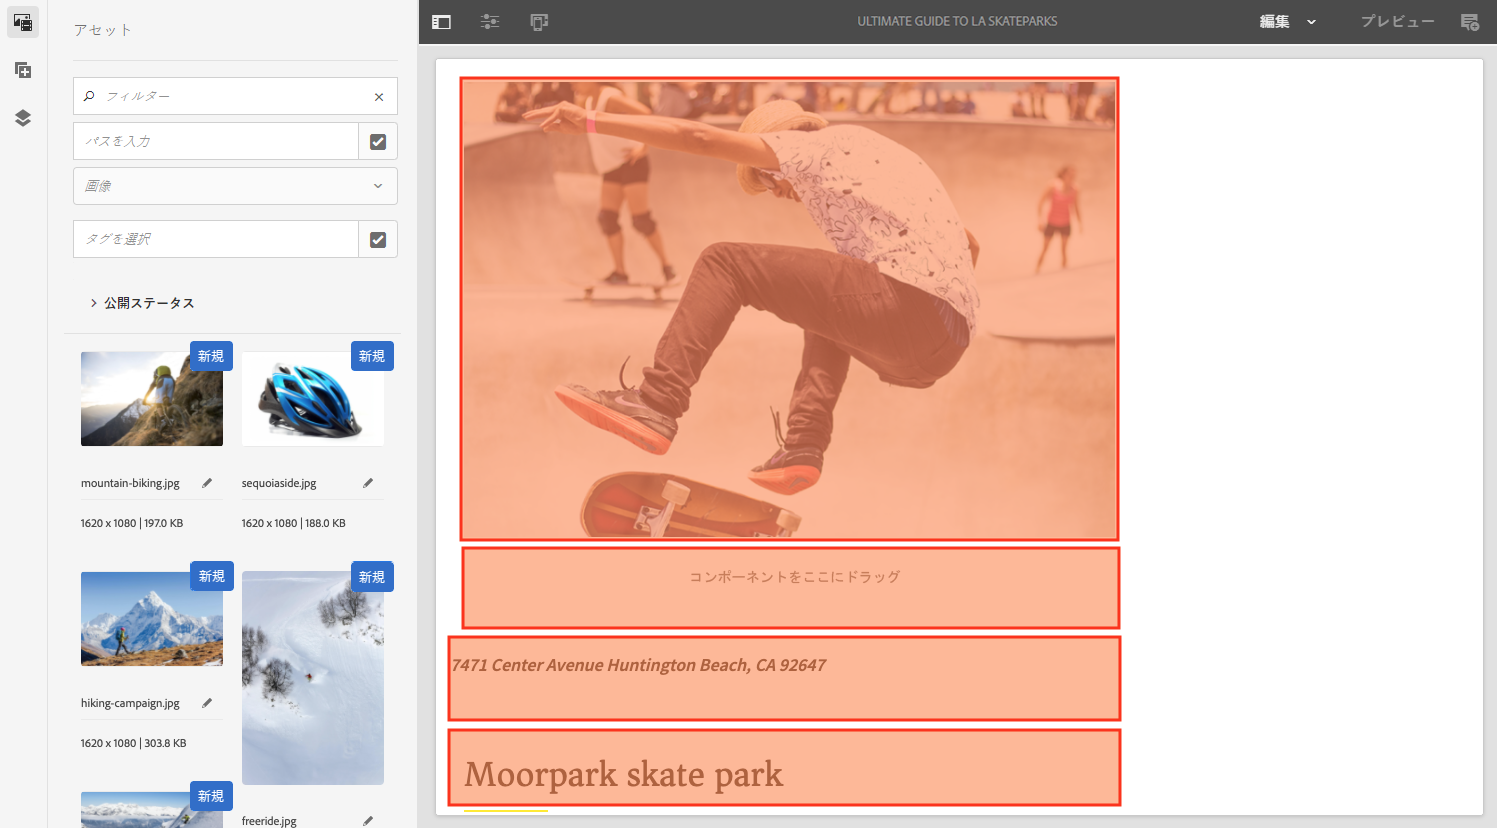 アセット
フィルター
パスを入力
画像
タグを選択
公開ステータス
新規
新規
mountain-biking.jpg
sequoiaside.jpg
1620 x 1080 | 197.0 KB
1620 x 1080 | 188.0 KB
新規
新規
hiking-campaign.jpg
1620 x 1080 | 303.8 KB
新規
freeride.jpg
ULTIMATE GUIDE TO LA SKATEPARKS
編集
プレビュー
コンポーネントをここにドラッグ
7471 Center Avenue Huntington Beach, CA 92647
Moorpark skate park